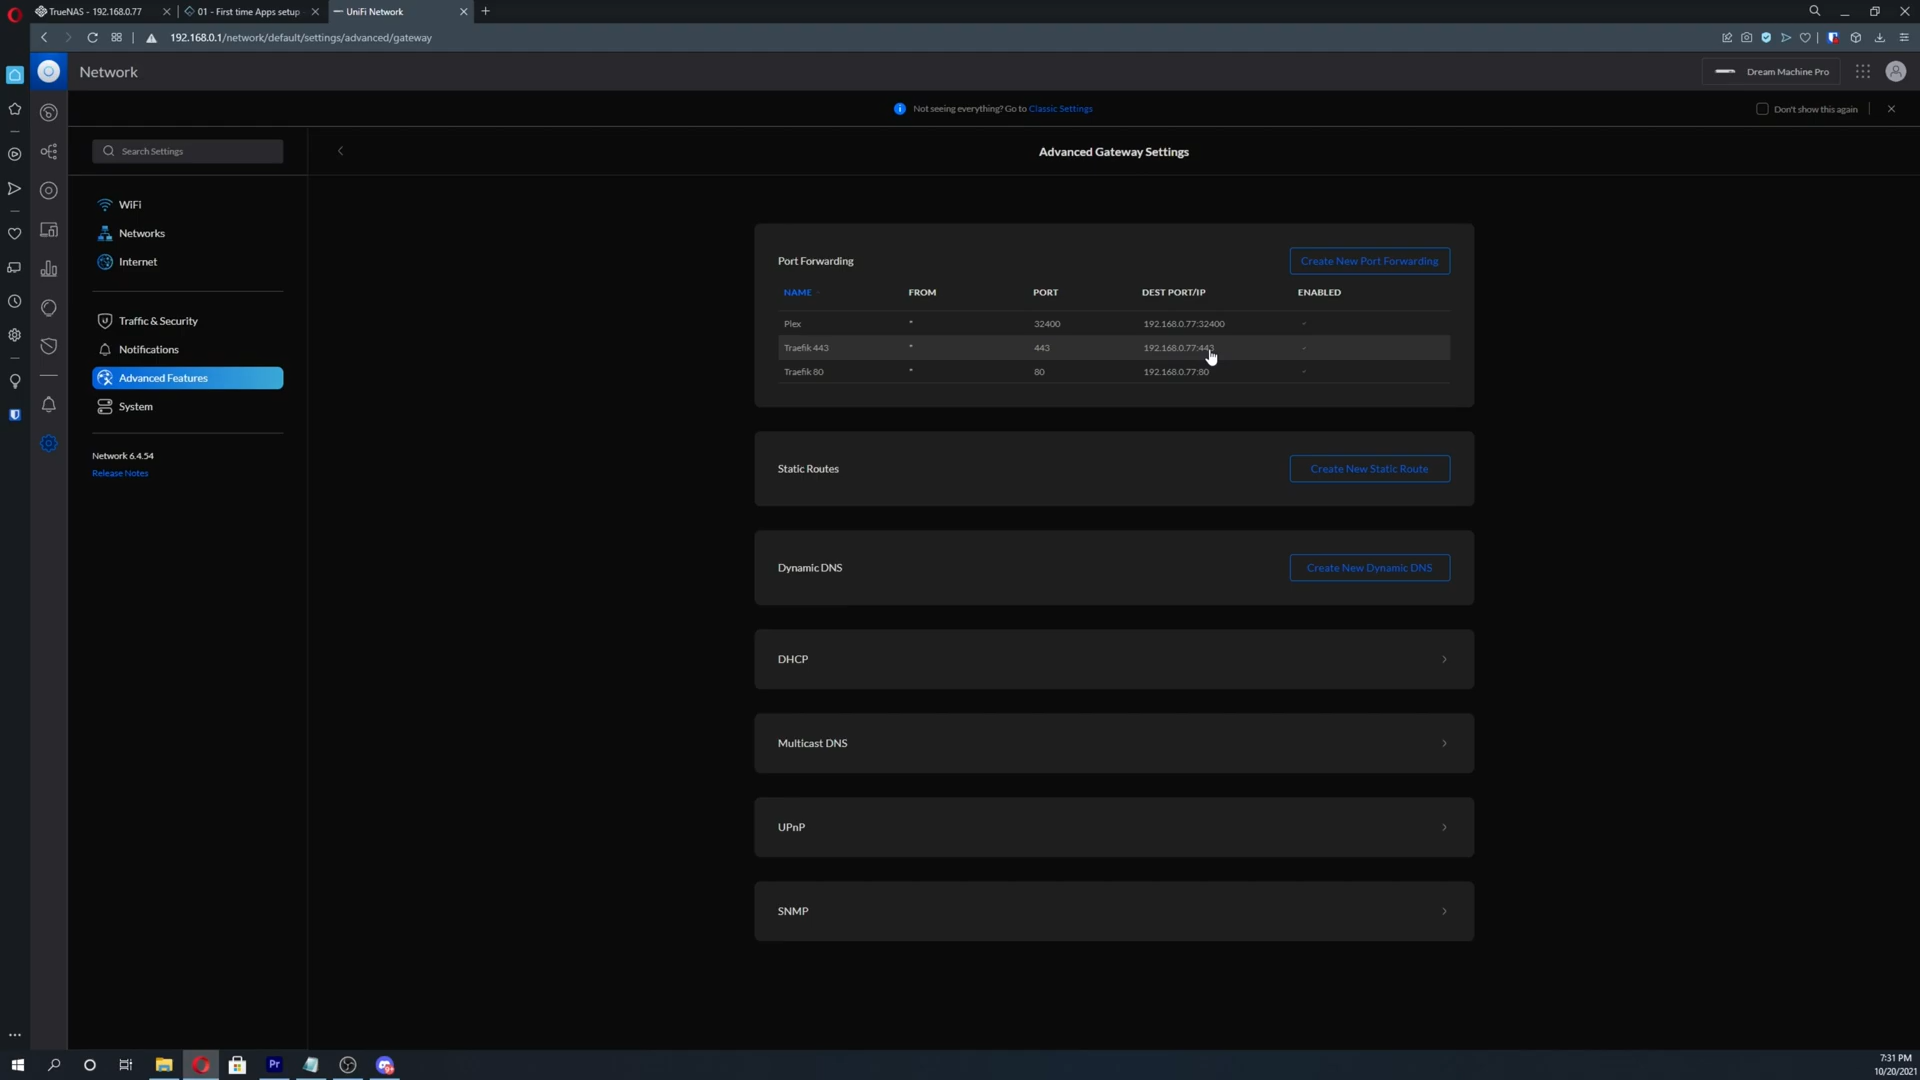 TrueNAS - 192.168.0.77
01 - First time Apps setup
UniFi Network
192.168.0.1/network/default/settings/advanced/gateway
Network
Dream Machine Pro
Not seeing everything? Go to Classic Settings
Don't show this again
Search Settings
Advanced Gateway Settings
WiFi
Networks
Internet
Traffic & Security
Notifications
Advanced Features
System
Network 6.4.54
Release Notes
Port Forwarding
Create New Port Forwarding
NAME FROM PORT DEST PORT/IP ENABLED
Plex * 32400 192.168.0.77:32400
Traefik 443 * 443 192.168.0.77:443
Traefik 80 * 80 192.168.0.77:80
Static Routes
Create New Static Route
Dynamic DNS
Create New Dynamic DNS
DHCP
Multicast DNS
UPnP
SNMP
Pr
7:31 PM
10/20/2021